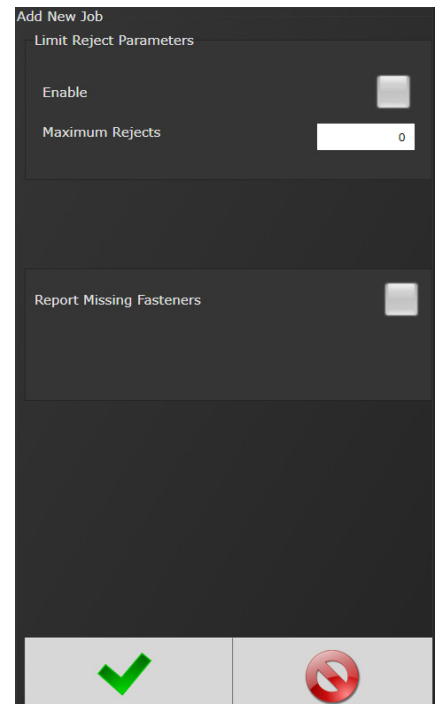 Add New Job
Limit Reject Parameters
Enable
Maximum Rejects
0
Report Missing Fasteners